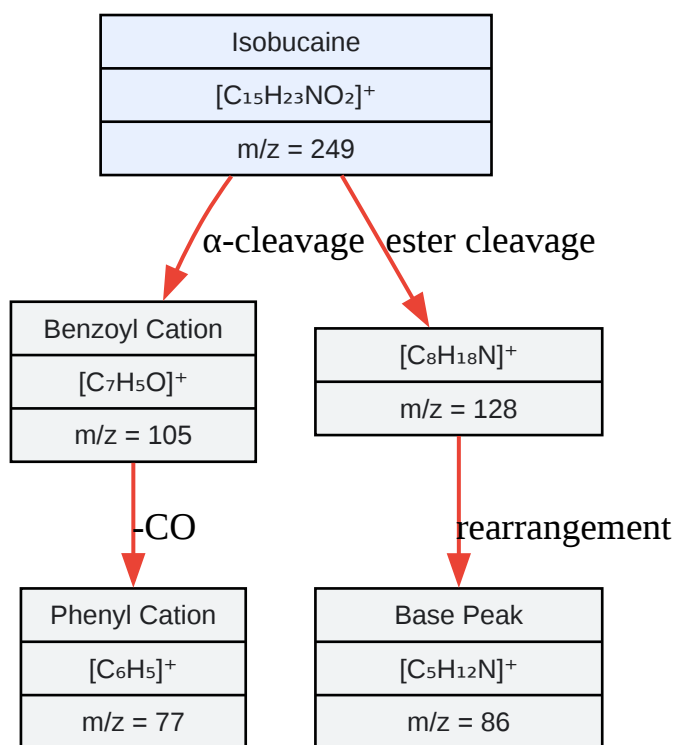 Isobucaine
[C₁₅H₂₃NO₂]⁺
m/z = 249
α-cleavage
ester cleavage
Benzoyl Cation
[C₇H₅O]⁺
m/z = 105
[C₈H₁₈N]⁺
m/z = 128
-CO
rearrangement
Phenyl Cation
[C₆H₅]⁺
m/z = 77
Base Peak
[C₅H₁₂N]⁺
m/z = 86